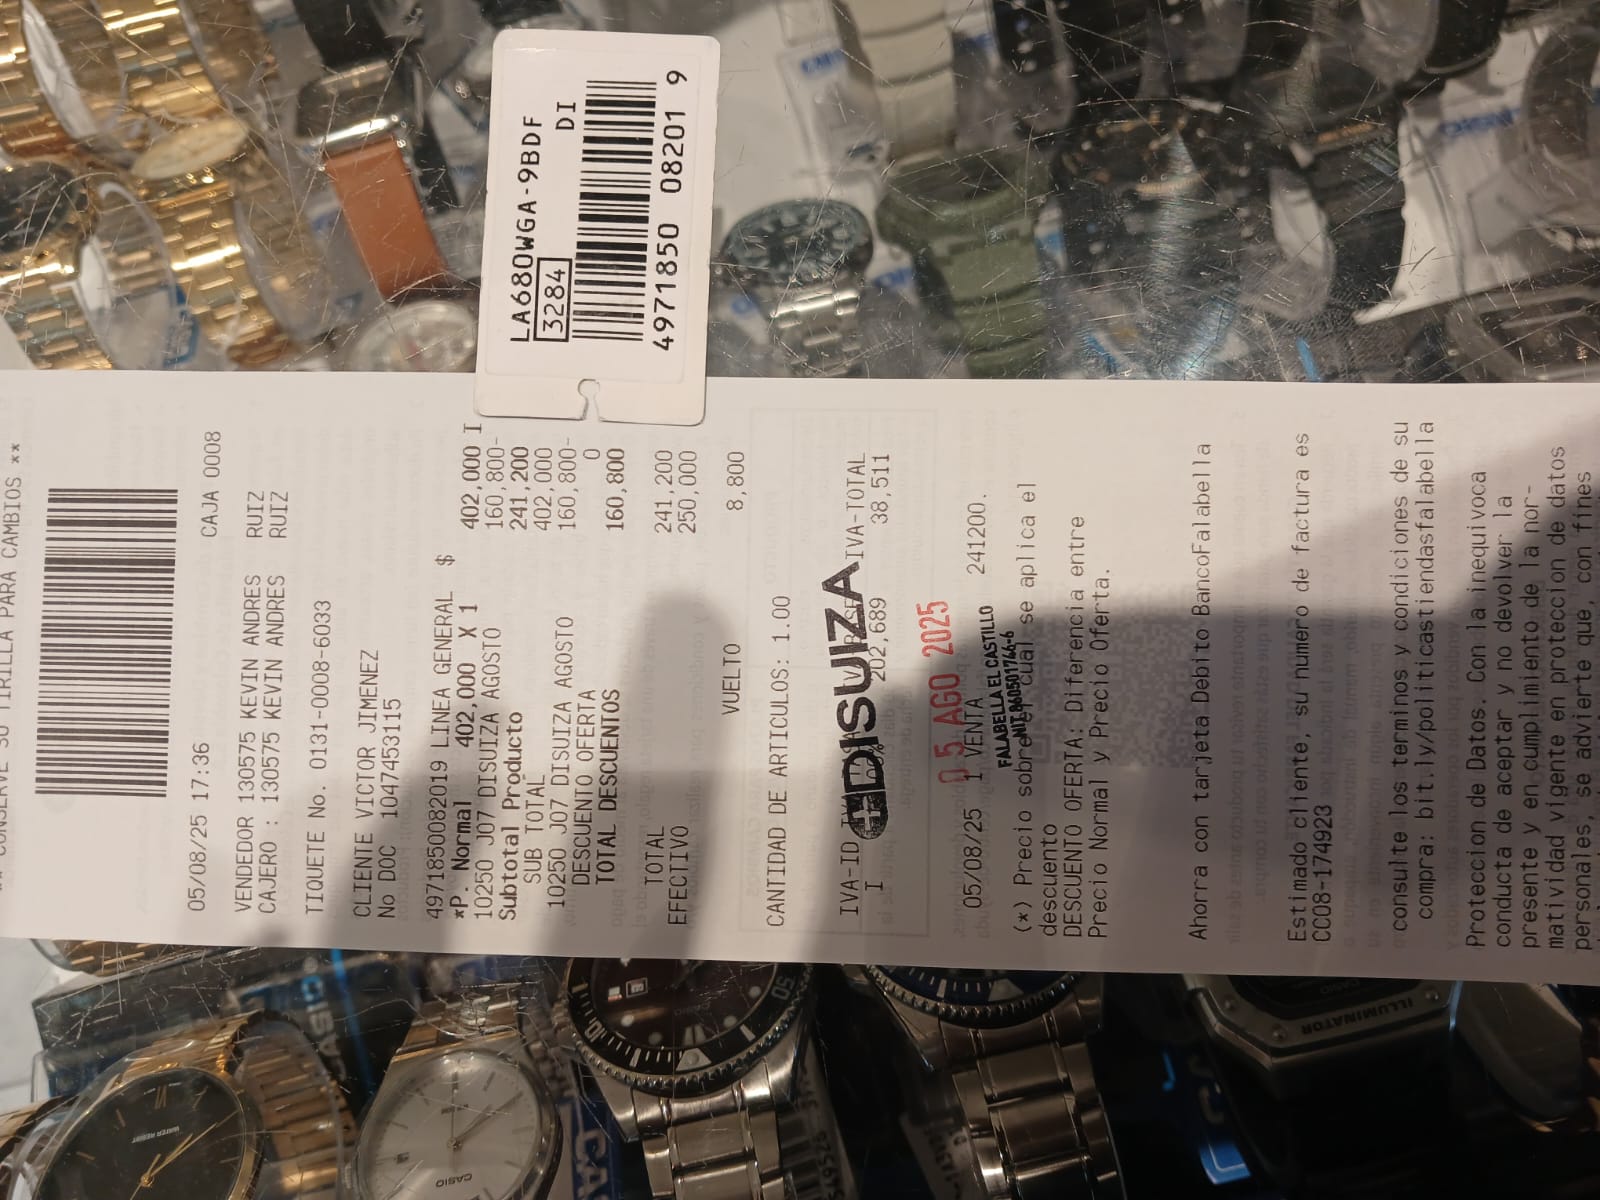 LA680WGA-9BDF
3284 DI
4971850 08201 9
** CONSERVE SU TIRILLA PARA CAMBIOS **
05/08/25 17:36 CAJA 0008
VENDEDOR 130575 KEVIN ANDRES RUIZ
CAJERO : 130575 KEVIN ANDRES RUIZ
TIQUETE No. 0131-0008-6033
CLIENTE VICTOR JIMENEZ
No DOC 1047453115
4971850082019 LINEA GENERAL $ 402,000 I
*P. Normal 402,000 X 1
10250 J07 DISUIZA AGOSTO 160,800-
Subtotal Producto 241,200
SUB TOTAL 402,000
10250 J07 DISUIZA AGOSTO 160,800-
DESCUENTO OFERTA 0
TOTAL DESCUENTOS 160,800
TOTAL 241,200
EFECTIVO 250,000
VUELTO 8,800
CANTIDAD DE ARTICULOS: 1.00
IVA-ID IVA-TOTAL
I 202,689 38,511
DISUIZA
05 AGO 2025
FALABELLA EL CASTILLO
NIT. 860501746-6
05/08/25 1 VENTA 241200.
(*) Precio sobre el cual se aplica el
descuento
DESCUENTO OFERTA: Diferencia entre
Precio Normal y Precio Oferta.
Ahorra con tarjeta Debito BancoFalabella
Estimado cliente, su numero de factura es
CC08-1749 923
consulte los terminos y condiciones de su
compra: bit.ly/politicastiendasfalabella
Proteccion de Datos. Con la inequivoca
conducta de aceptar y no devolver la
presente y en cumplimiento de la nor-
matividad vigente en proteccion de datos
personales, se advierte que, con fines
WATER RESIST
CASIO
50
CASIO
ILLUMINATOR